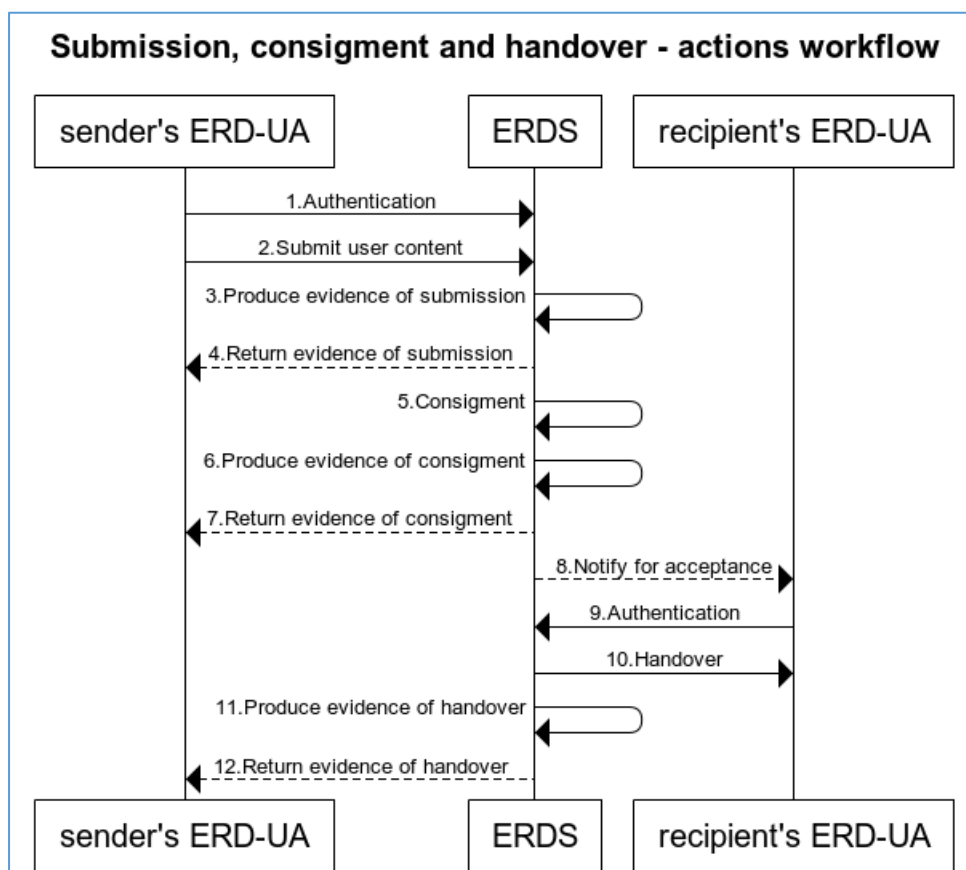 Submission, consigment and handover - actions workflow
sender's ERD-UA
ERDS
recipient's ERD-UA
1.Authentication
2.Submit user content
3.Produce evidence of submission
4.Return evidence of submission
5.Consigment
6.Produce evidence of consigment
7.Return evidence of consigment
8.Notify for acceptance
9.Authentication
10.Handover
11.Produce evidence of handover
12.Return evidence of handover
sender's ERD-UA
ERDS
recipient's ERD-UA